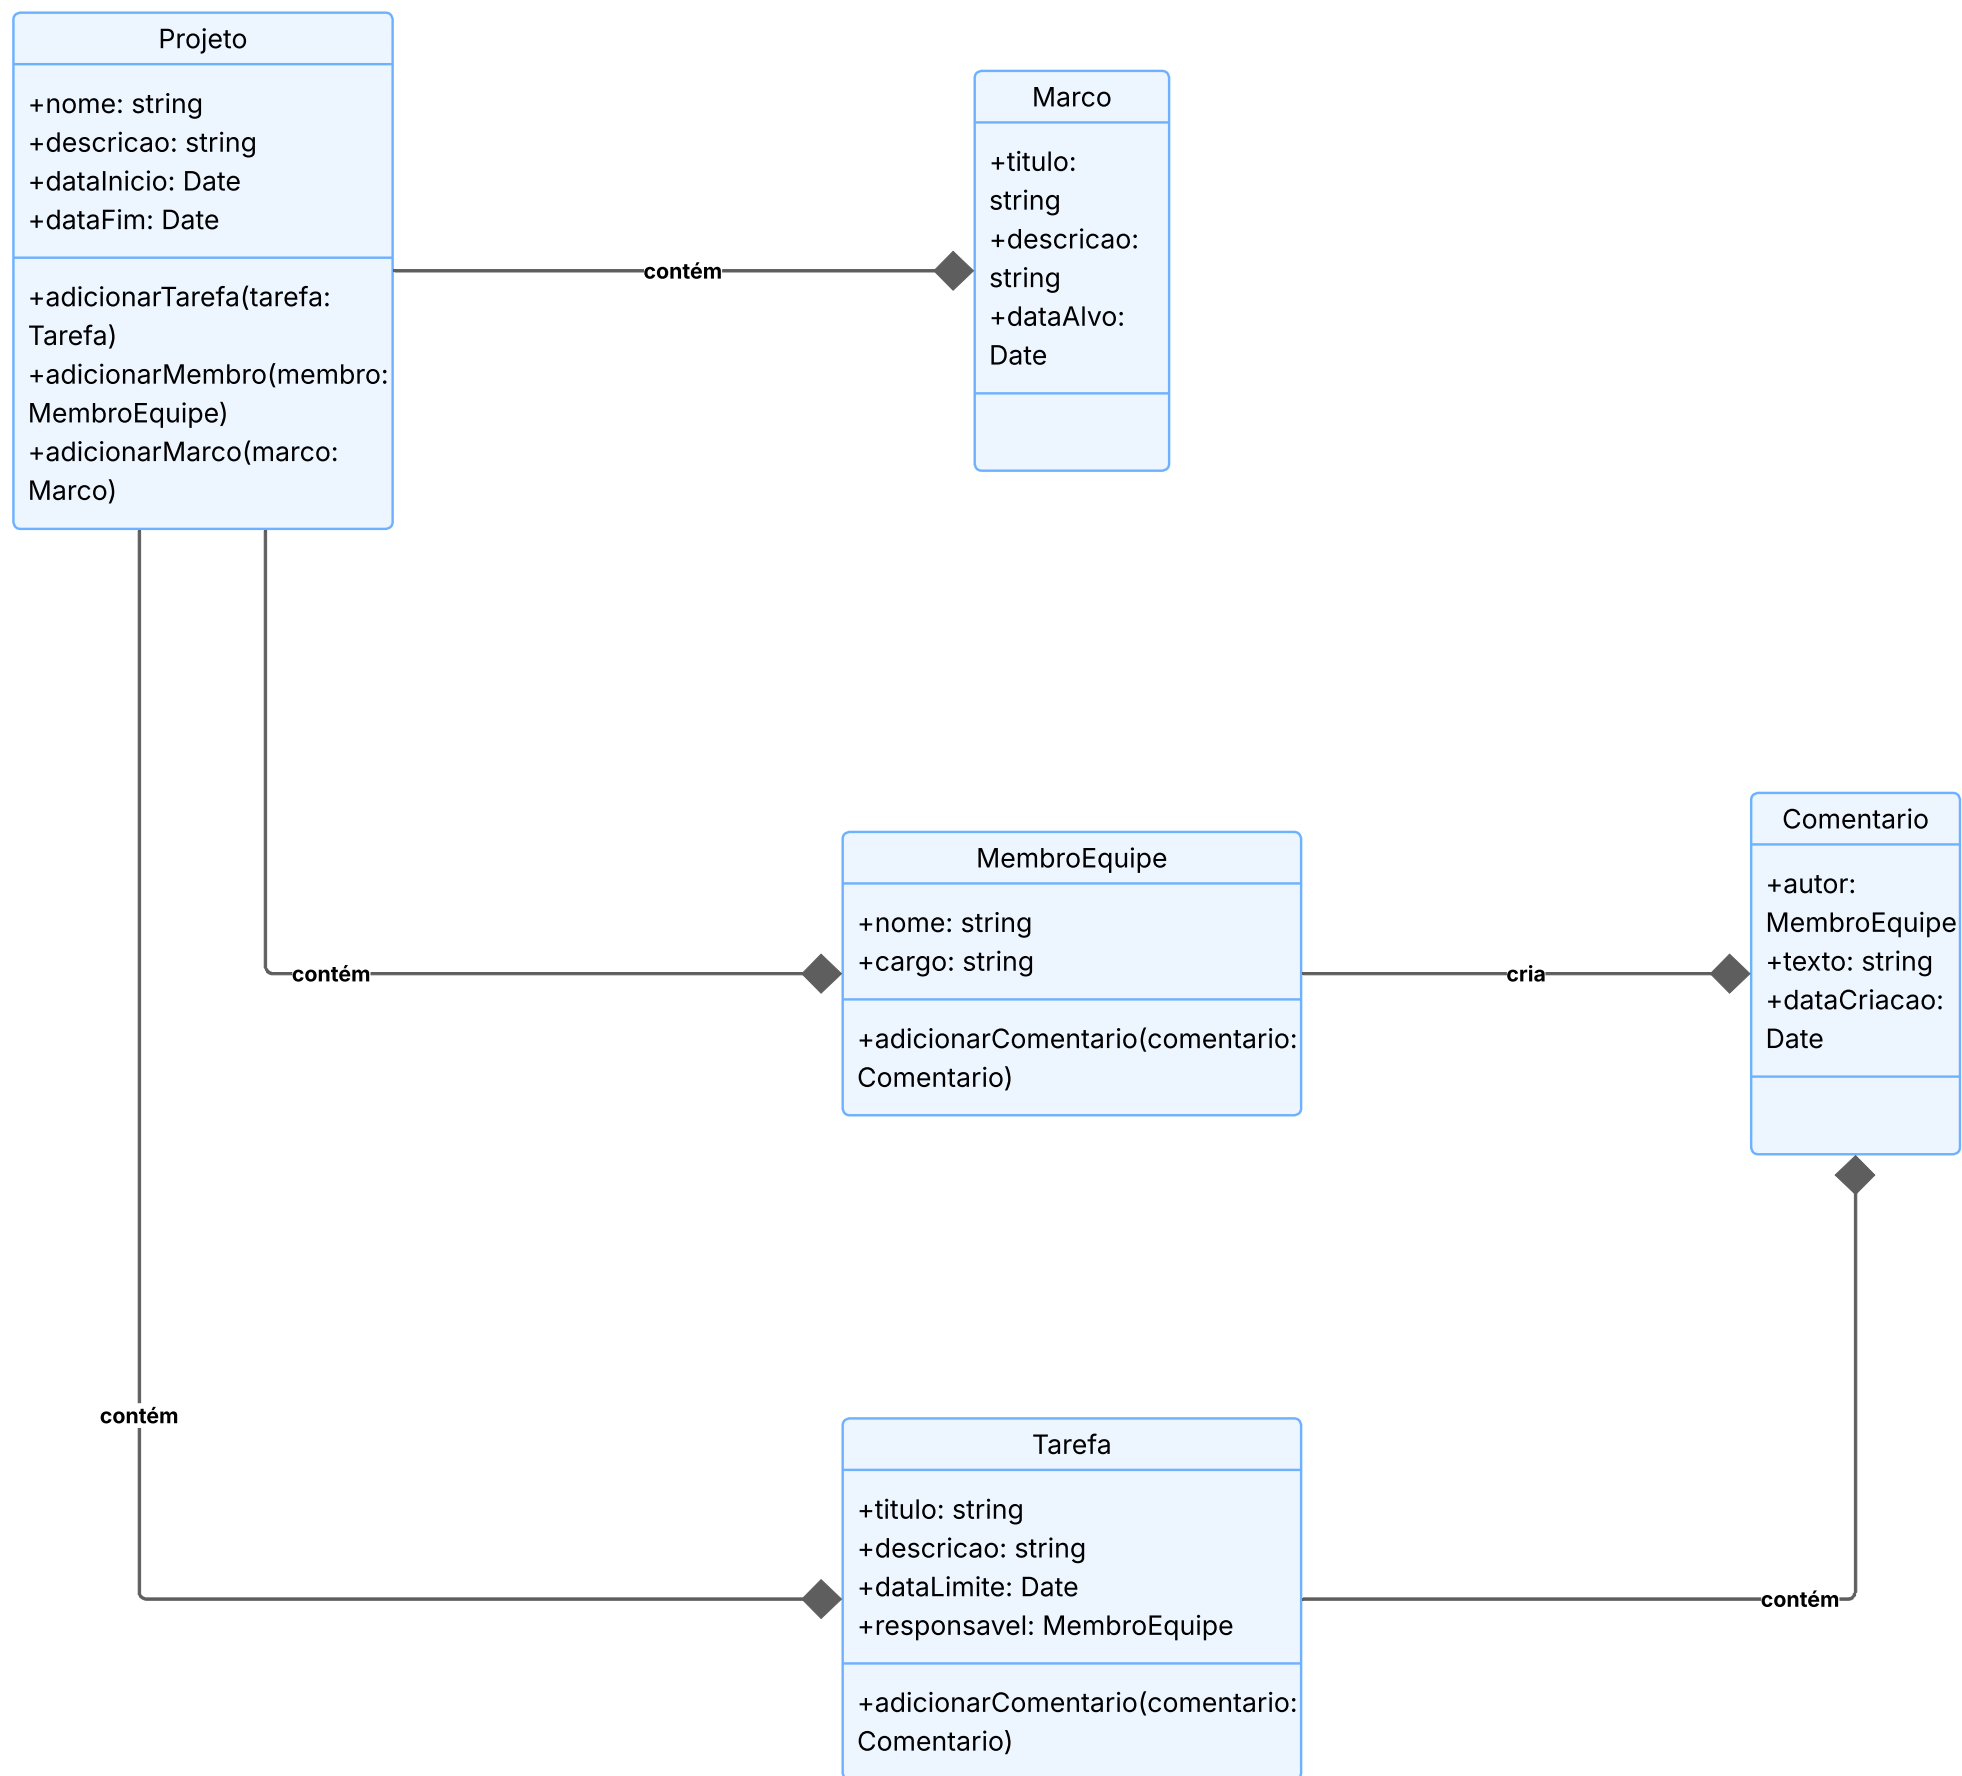 Projeto
+nome: string
+descricao: string
+dataInicio: Date
+dataFim: Date
+adicionarTarefa(tarefa:
Tarefa)
+adicionarMembro(membro:
MembroEquipe)
+adicionarMarco(marco:
Marco)
contém
Marco
+titulo:
string
+descricao:
string
+dataAlvo:
Date
contém
MembroEquipe
+nome: string
+cargo: string
+adicionarComentario(comentario:
Comentario)
cria
Comentario
+autor:
MembroEquipe
+texto: string
+dataCriacao:
Date
contém
Tarefa
+titulo: string
+descricao: string
+dataLimite: Date
+responsavel: MembroEquipe
+adicionarComentario(comentario:
Comentario)
contém